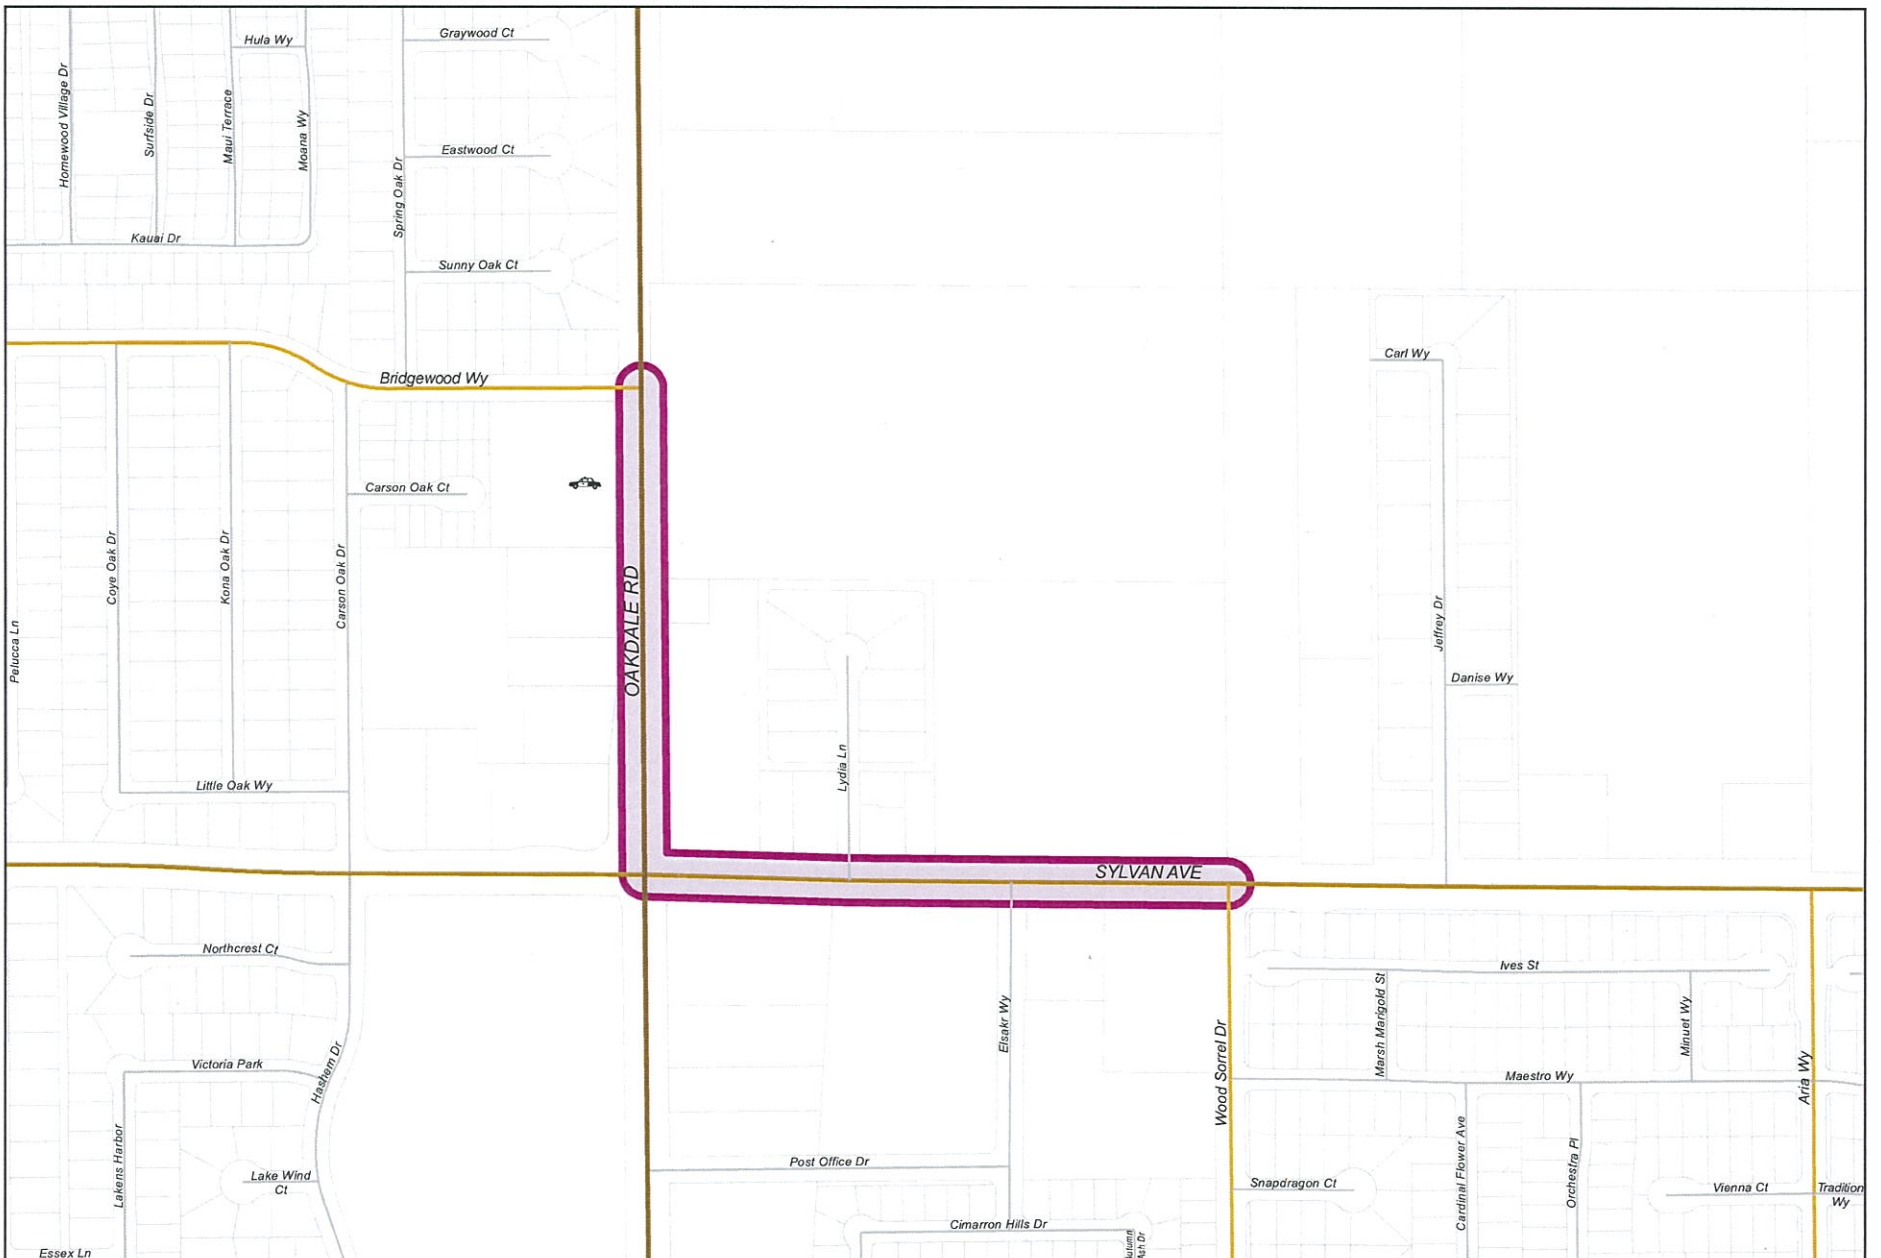 Hula Wy
Graywood Ct
Homewood Village Dr
Surfside Dr
Maui Terrace
Moana Wy
Eastwood Ct
Spring Oak Dr
Kauai Dr
Sunny Oak Ct
Bridgewood Wy
Carl Wy
Carson Oak Ct
Coye Oak Dr
Kona Oak Dr
Carson Oak Dr
Pelucca Ln
OAKDALE RD
Jeffrey Dr
Danise Wy
Lydia Ln
Little Oak Wy
SYLVAN AVE
Northcrest Ct
Ives St
Marsh Marigold St
Minuet Wy
Elsakr Wy
Wood Sorrel Dr
Victoria Park
Hashem Dr
Maestro Wy
Aria Wy
Lakens Harbor
Lake Wind
Ct
Post Office Dr
Cardinal Flower Ave
Orchestra Pl
Snapdragon Ct
Vienna Ct
Tradition
Wy
Cimarron Hills Dr
Autumn
Ash Dr
Essex Ln